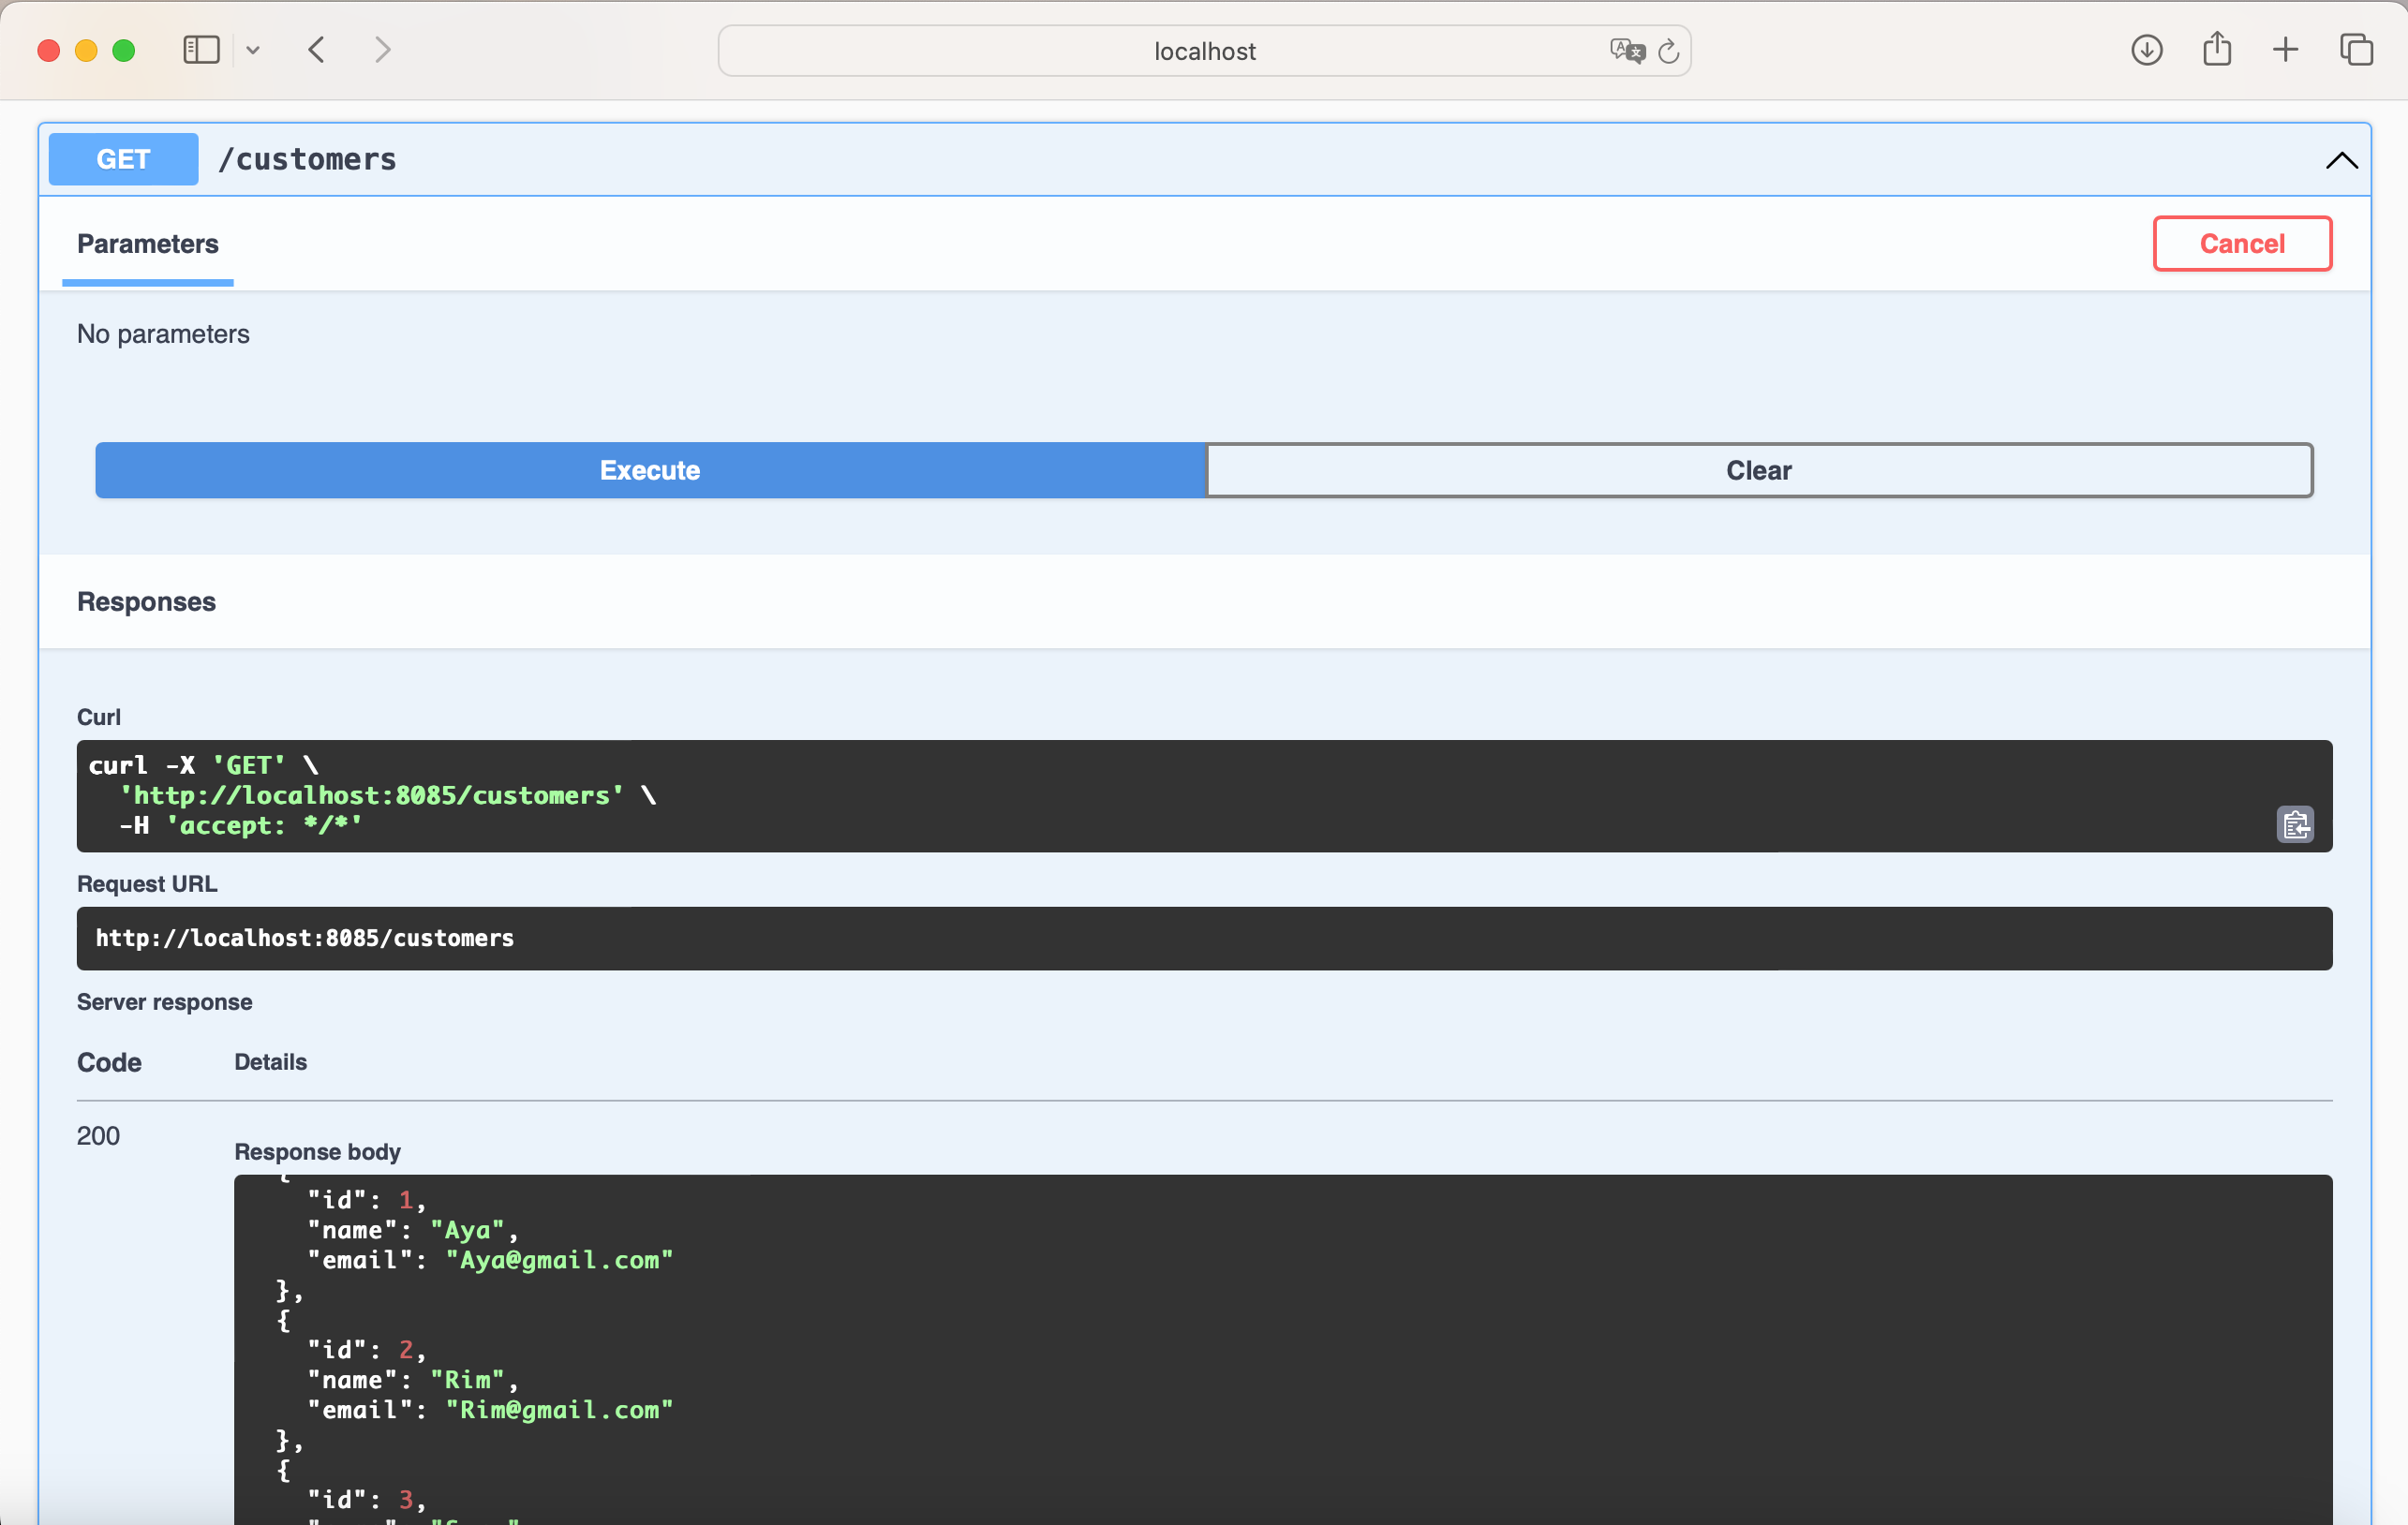 localhost
GET /customers
Parameters
Cancel
No parameters
Execute
Clear
Responses
Curl
curl -X 'GET' \
'http://localhost:8085/customers' \
-H 'accept: */*'
Request URL
http://localhost:8085/customers
Server response
Code Details
200
Response body
{
"id": 1,
"name": "Aya",
"email": "Aya@gmail.com"
},
{
"id": 2,
"name": "Rim",
"email": "Rim@gmail.com"
},
{
"id": 3,